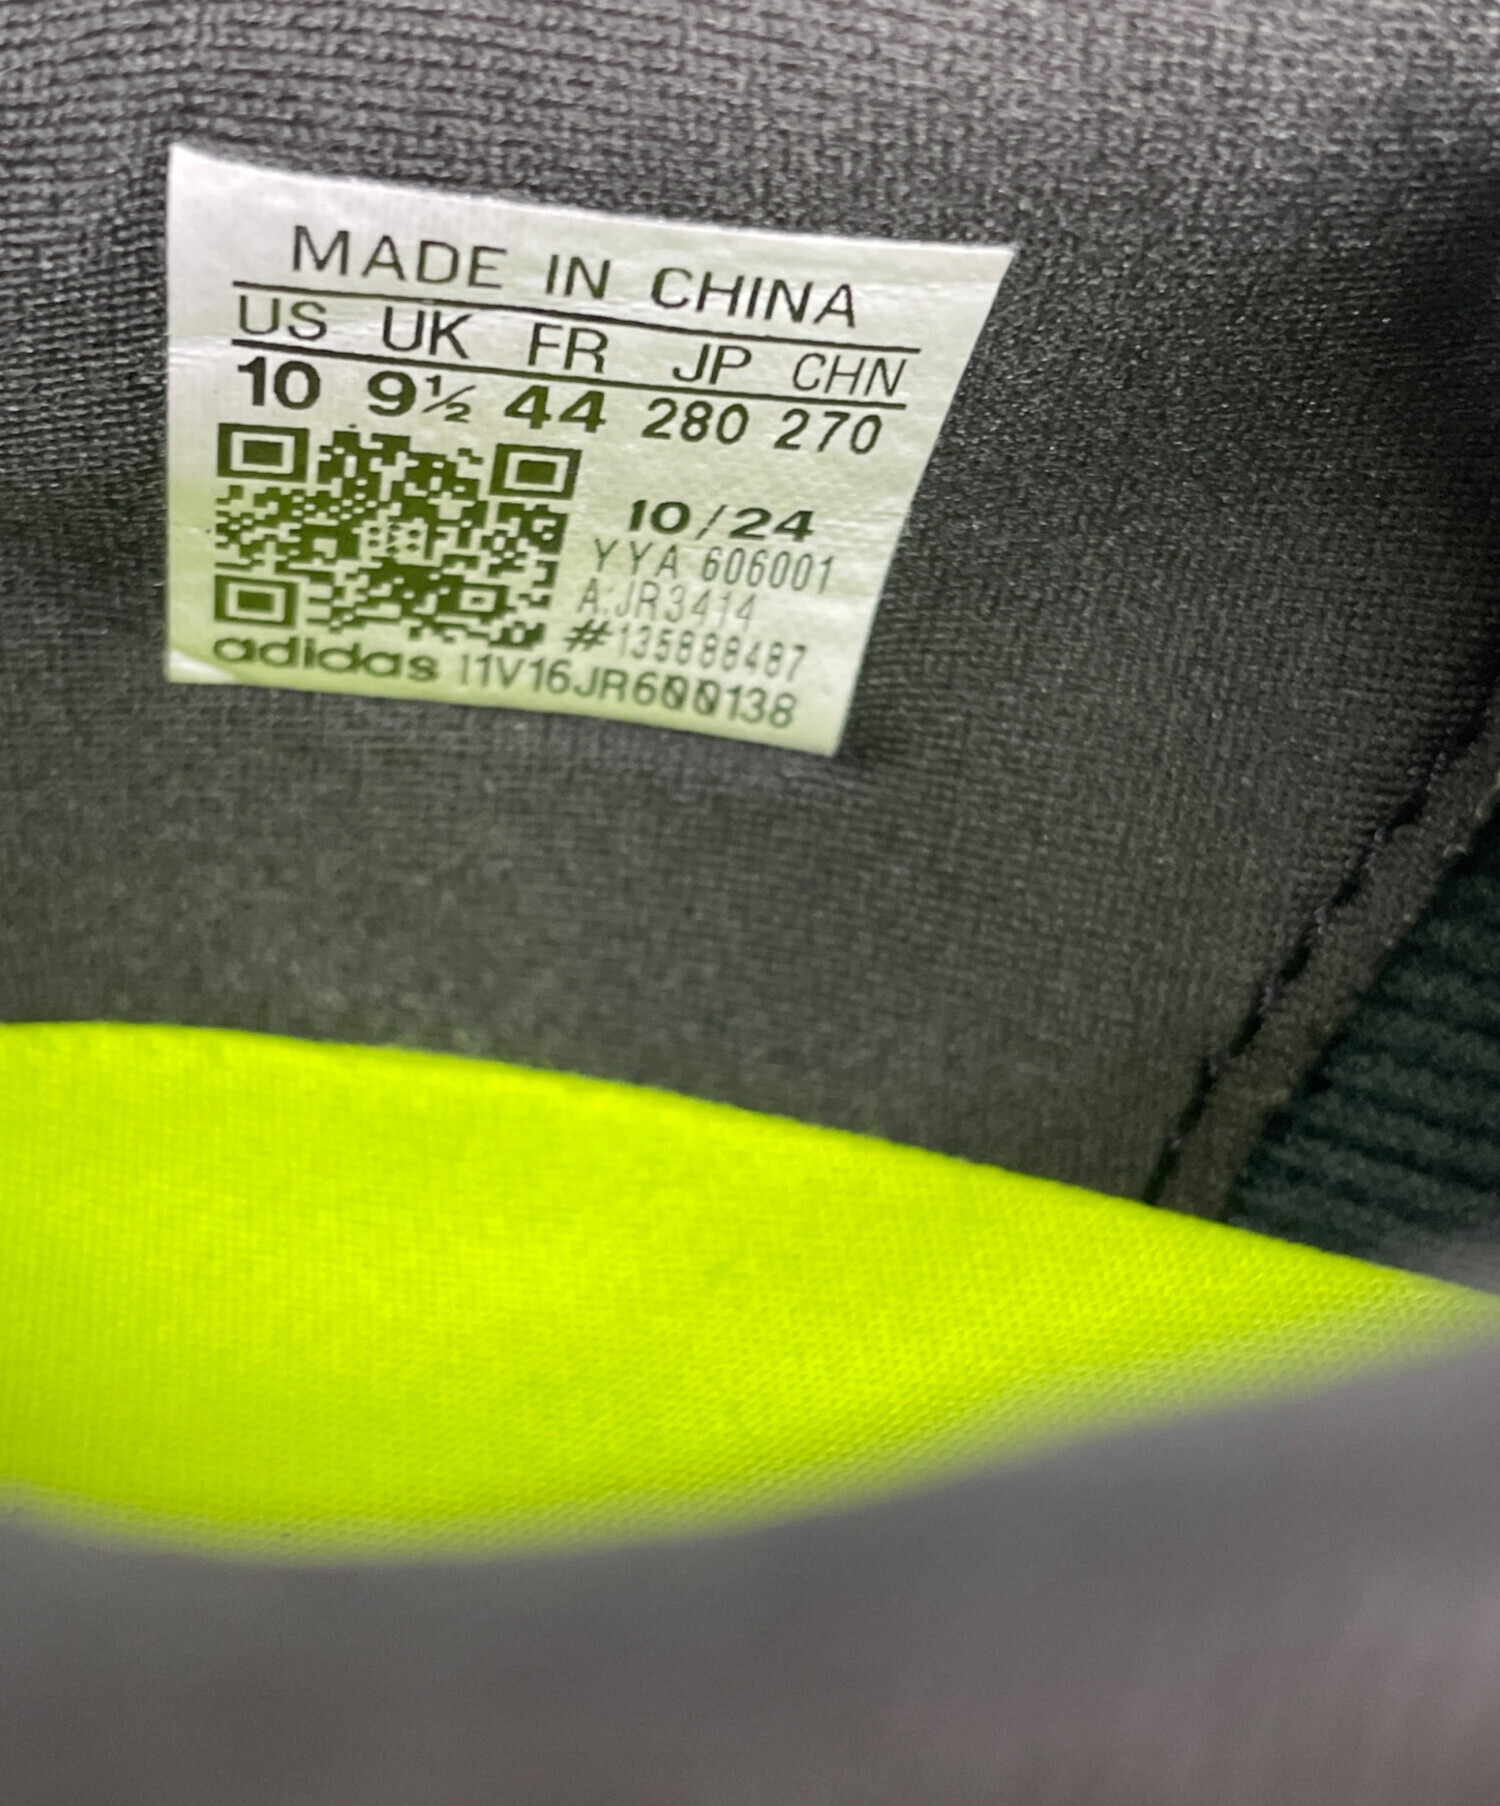 MADE IN CHINA
US UK FR JP CHN
10 9½ 44 280 270
10/24
YYA 606001
A:JR3414
#135888487
adidas I1V16JR600138